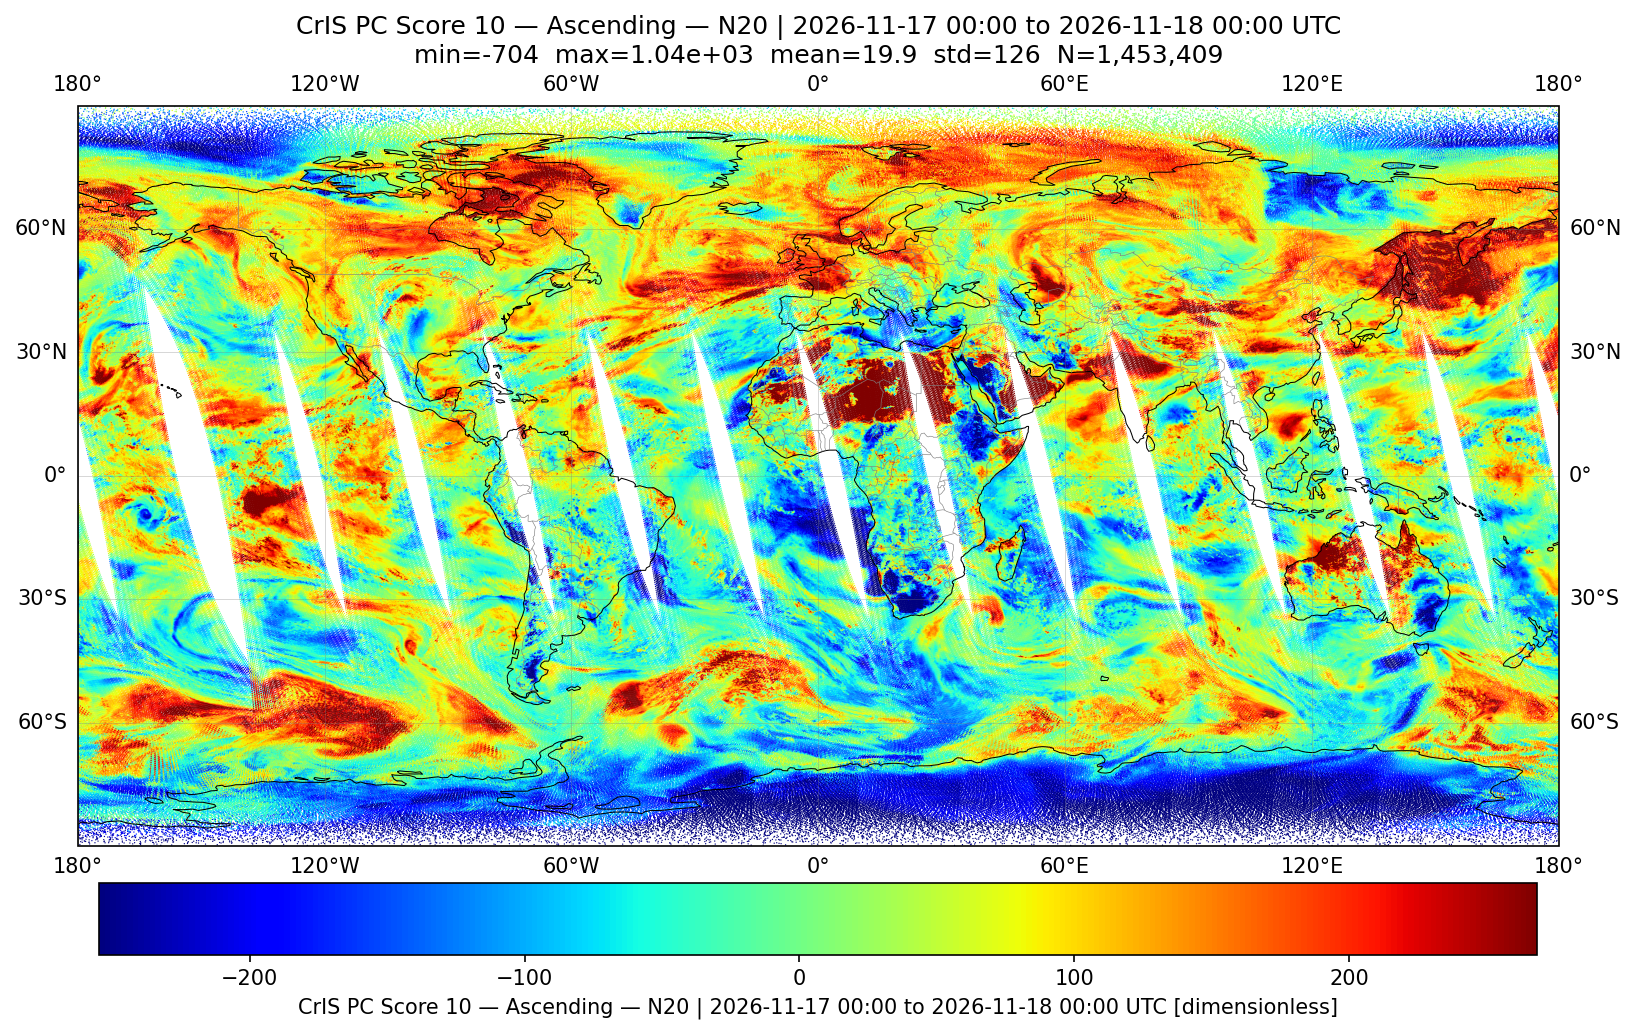 CrIS PC Score 10 — Ascending — N20 | 2026-11-17 00:00 to 2026-11-18 00:00 UTC
min=-704 max=1.04e+03 mean=19.9 std=126 N=1,453,409
180° 120°W 60°W 0° 60°E 120°E 180°
60°N 60°N
30°N 30°N
0° 0°
30°S 30°S
60°S 60°S
180° 120°W 60°W 0° 60°E 120°E 180°
−200 −100 0 100 200
CrIS PC Score 10 — Ascending — N20 | 2026-11-17 00:00 to 2026-11-18 00:00 UTC [dimensionless]